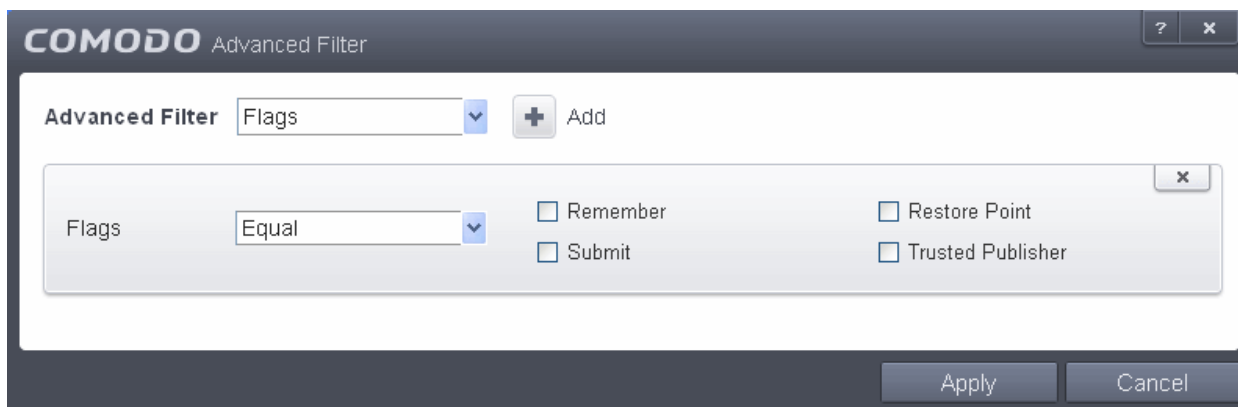 COMODO Advanced Filter ? x
Advanced Filter Flags + Add
x
Flags Equal Remember Restore Point
Submit Trusted Publisher
Apply Cancel